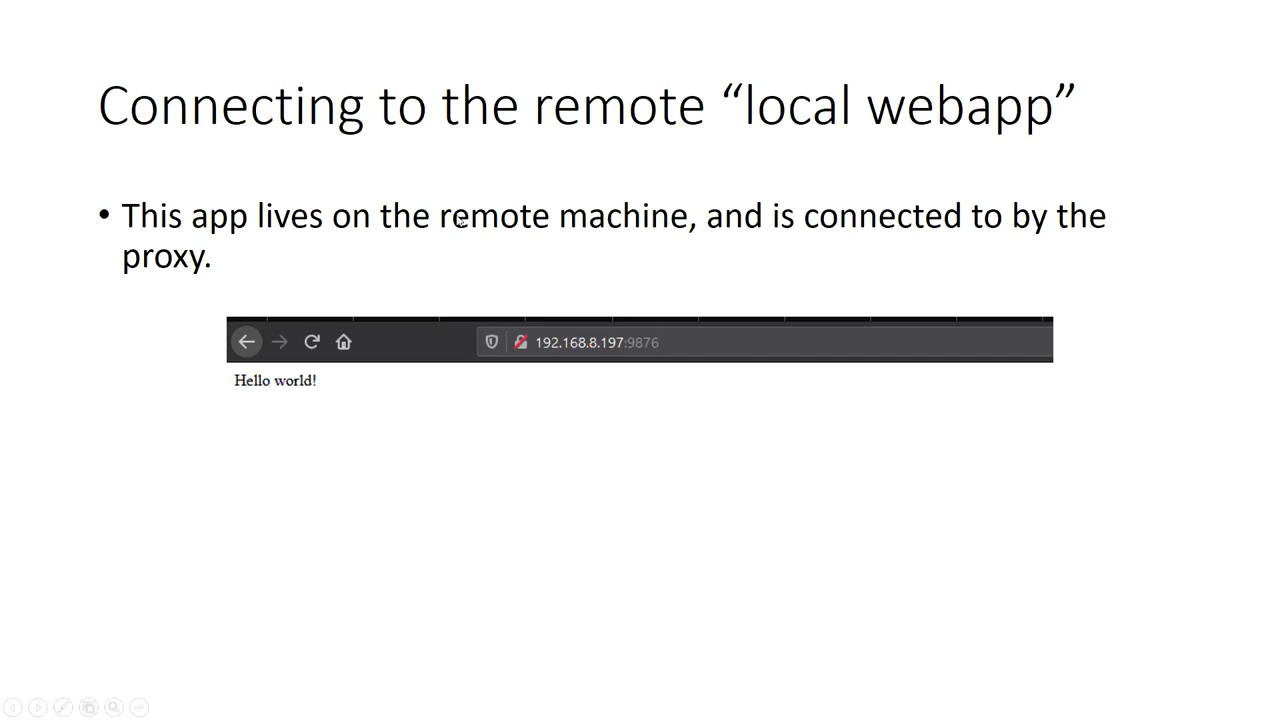 Connecting to the remote “local webapp”
• This app lives on the remote machine, and is connected to by the
proxy.
192.168.8.197:9876
Hello world!